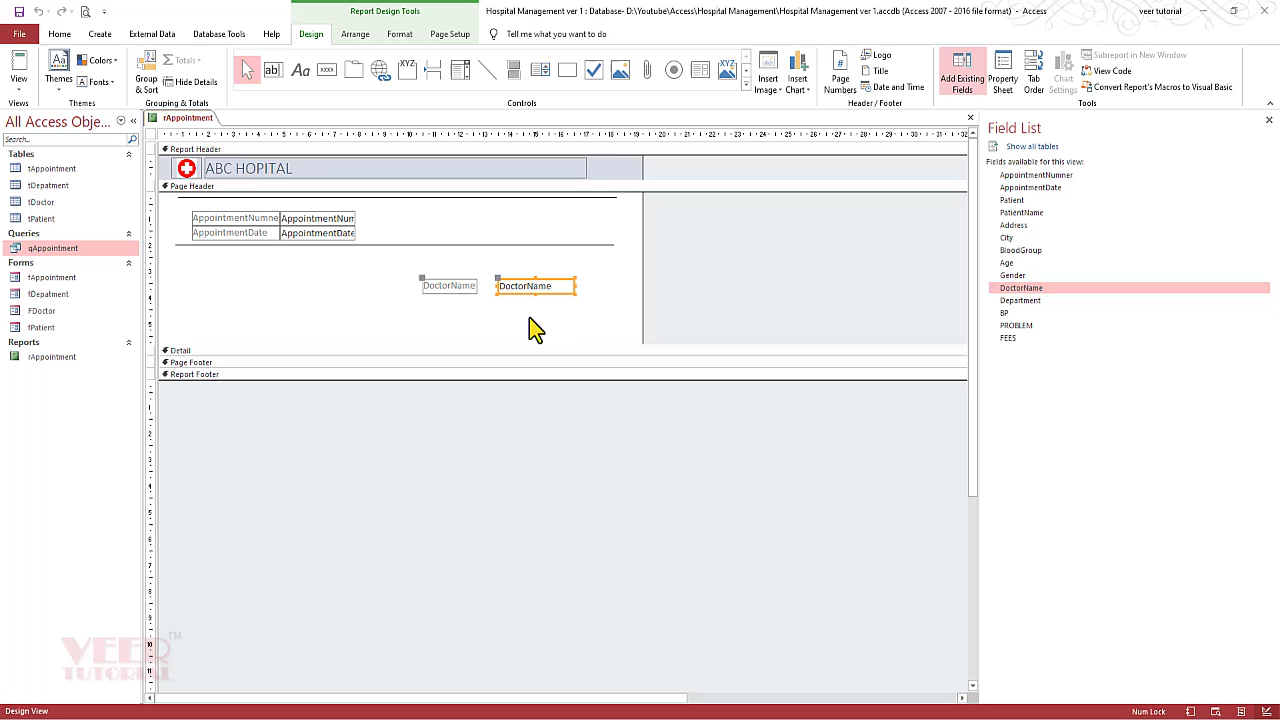 Report Design Tools
Hospital Management ver 1 : Database- D:\Youtube\Access\Hospital Management\Hospital Management ver 1.accdb (Access 2007 - 2016 file format) - Access
veer tutorial
File Home Create External Data Database Tools Help Design Arrange Format Page Setup Tell me what you want to do
View
Views
Themes
Colors
Fonts
Themes
Group & Sort
Totals
Hide Details
Grouping & Totals
Controls
Insert Image
Insert Chart
Page Numbers
Logo
Title
Date and Time
Header / Footer
Add Existing Fields
Property Sheet
Tab Order
Chart Settings
Subreport in New Window
View Code
Convert Report's Macros to Visual Basic
Tools
All Access Obje...
Search...
Tables
tAppointment
tDepatment
tDoctor
tPatient
Queries
qAppointment
Forms
fAppointment
fDepatment
FDoctor
fPatient
Reports
rAppointment
rAppointment
Report Header
ABC HOPITAL
Page Header
AppointmentNumne AppointmentNum
AppointmentDate AppointmentDate
DoctorName DoctorName
Detail
Page Footer
Report Footer
Field List
Show all tables
Fields available for this view:
AppointmentNumner
AppointmentDate
Patient
PatientName
Address
City
BloodGroup
Age
Gender
DoctorName
Department
BP
PROBLEM
FEES
VEER
TUTORIAL
TM
Design View
Num Lock